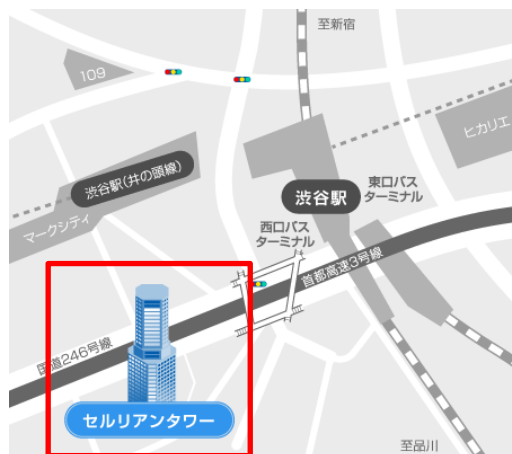 至新宿
109
ヒカリエ
渋谷駅(井の頭線)
マークシティ
渋谷駅
東口バス
ターミナル
西口バス
ターミナル
首都高速3号線
国道246号線
セルリアンタワー
至品川